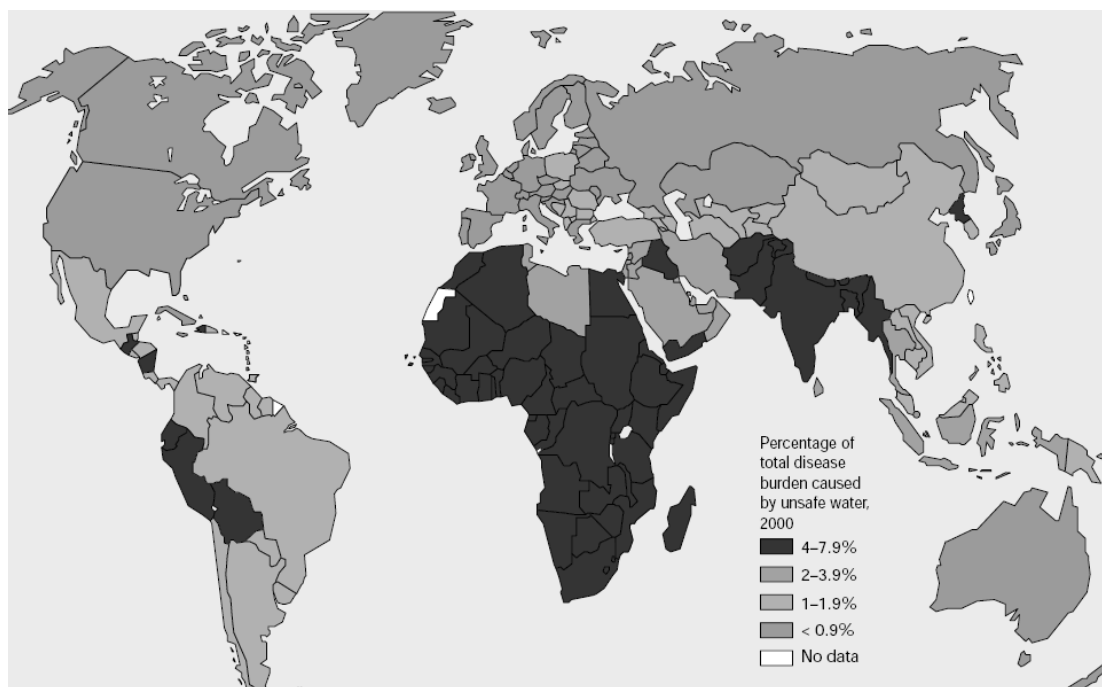 Percentage of
total disease
burden caused
by unsafe water,
2000
4–7.9%
2–3.9%
1–1.9%
< 0.9%
No data